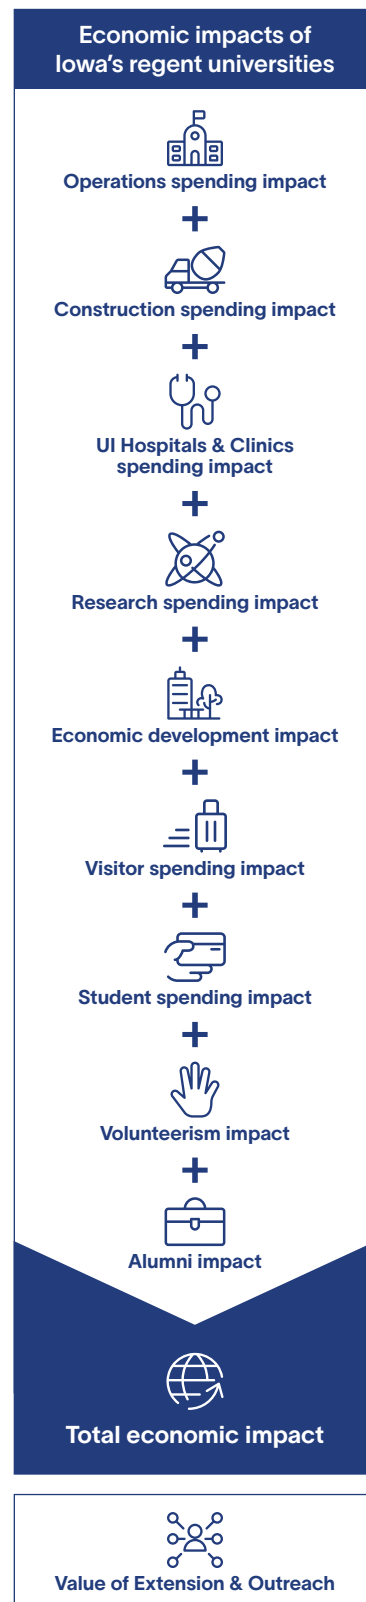 Economic impacts of
Iowa's regent universities
Operations spending impact
+
Construction spending impact
+
UI Hospitals & Clinics
spending impact
+
Research spending impact
+
Economic development impact
+
Visitor spending impact
+
Student spending impact
+
Volunteerism impact
+
Alumni impact
Total economic impact
Value of Extension & Outreach